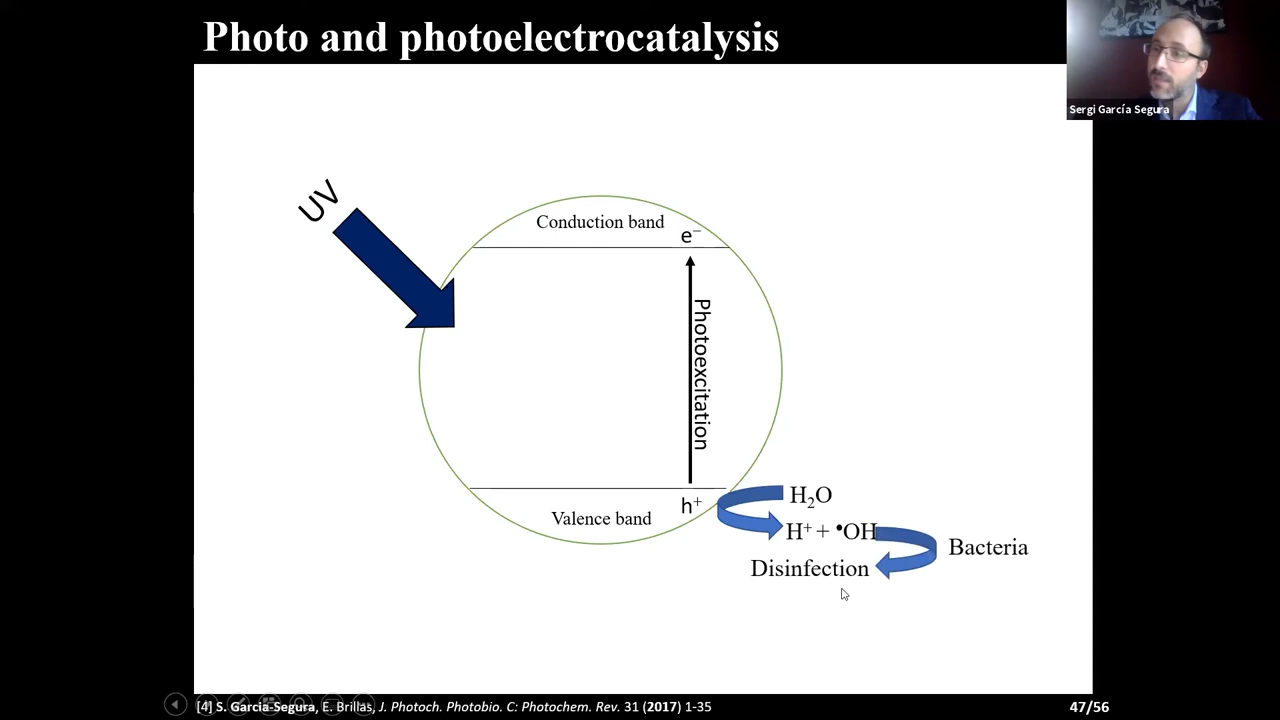 Photo and photoelectrocatalysis
Sergi García Segura
UV
Conduction band
e⁻
Photoexcitation
h⁺
Valence band
H₂O
H⁺ + •OH
Bacteria
Disinfection
[4] S. Garcia-Segura, E. Brillas, J. Photoch. Photobio. C: Photochem. Rev. 31 (2017) 1-35
47/56